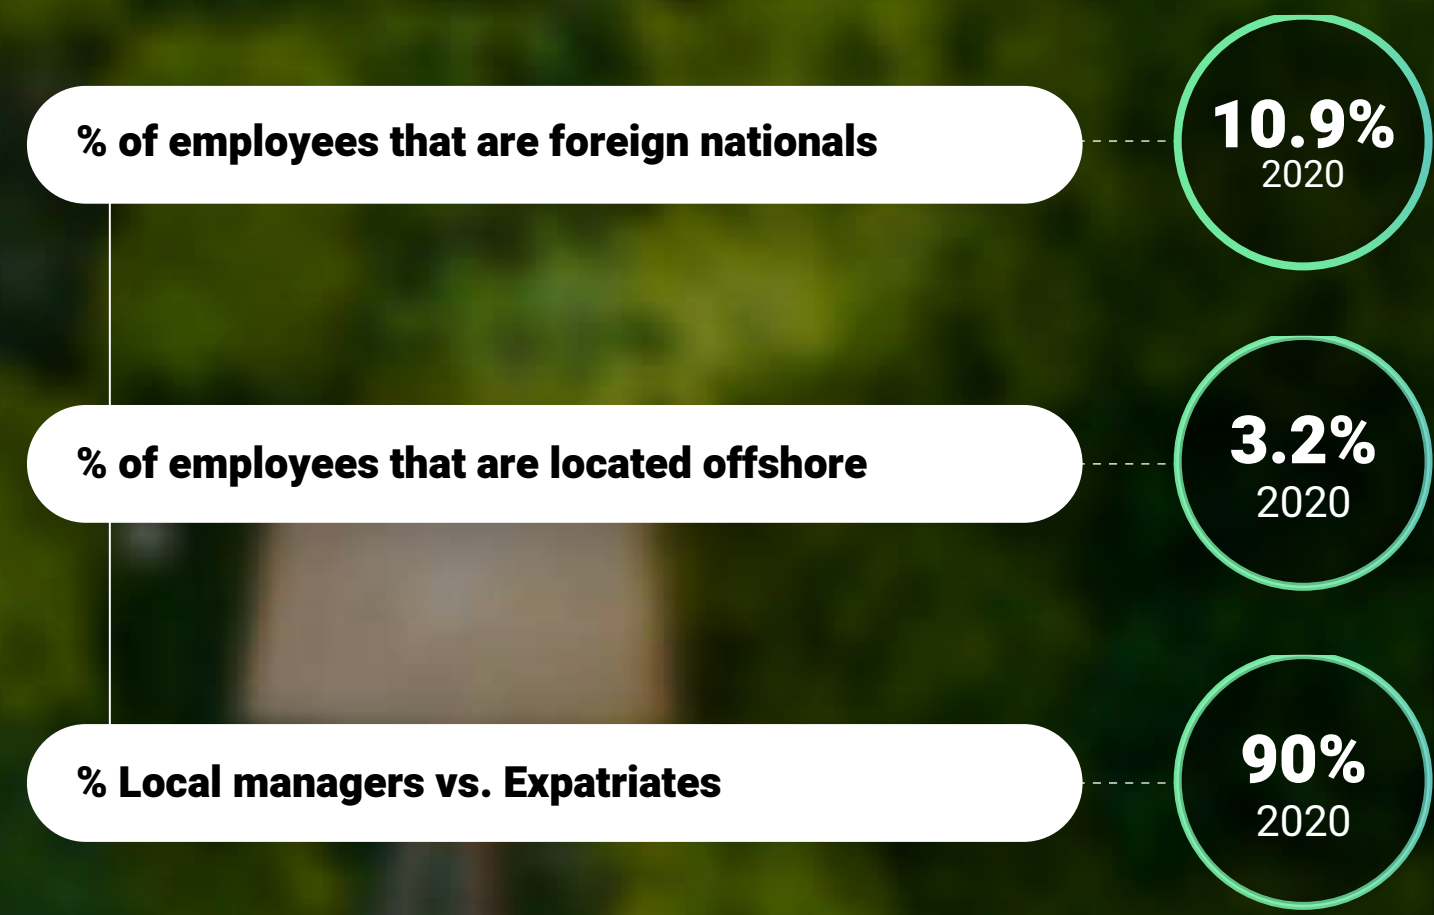 % of employees that are foreign nationals
10.9%
2020
% of employees that are located offshore
3.2%
2020
% Local managers vs. Expatriates
90%
2020